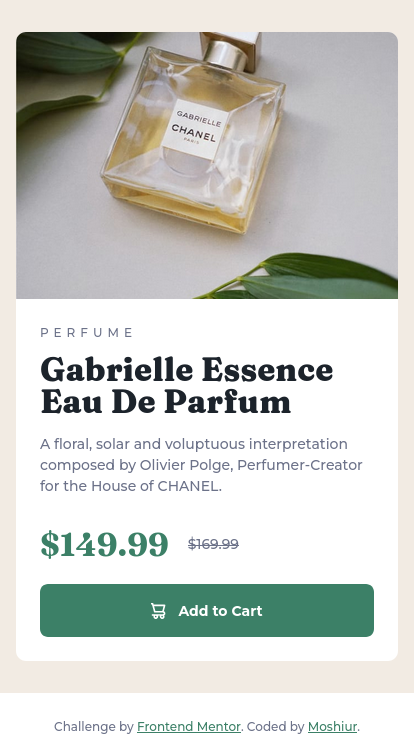 GABRIELLE
CHANEL
PARIS
PERFUME
Gabrielle Essence
Eau De Parfum
A floral, solar and voluptuous interpretation
composed by Olivier Polge, Perfumer-Creator
for the House of CHANEL.
$149.99 $169.99
Add to Cart
Challenge by Frontend Mentor. Coded by Moshiur.